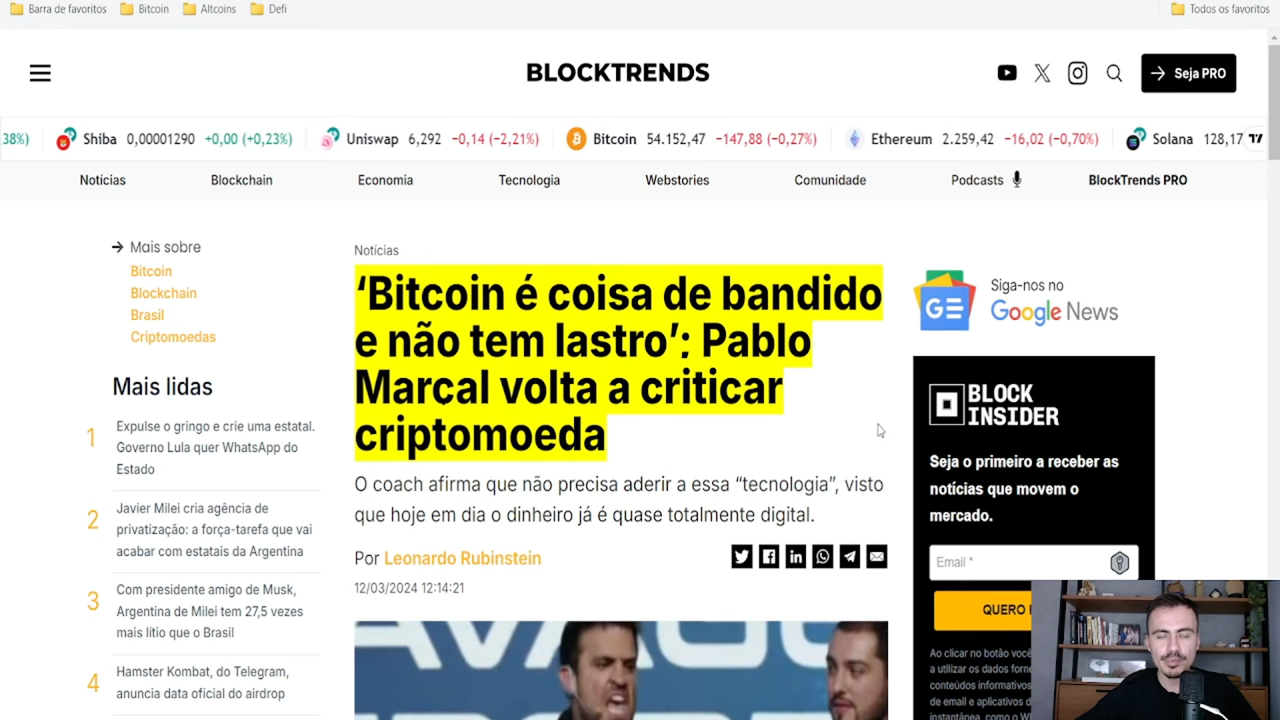 Barra de favoritos Bitcoin Altcoins Defi Todos os favoritos
BLOCKTRENDS
Seja PRO
38%) Shiba 0,00001290 +0,00 (+0,23%) Uniswap 6,292 −0,14 (−2,21%) Bitcoin 54.152,47 −147,88 (−0,27%) Ethereum 2.259,42 −16,02 (−0,70%) Solana 128,17
Notícias Blockchain Economia Tecnologia Webstories Comunidade Podcasts BlockTrends PRO
Mais sobre
Bitcoin
Blockchain
Brasil
Criptomoedas
Mais lidas
1 Expulse o gringo e crie uma estatal.
Governo Lula quer WhatsApp do
Estado
2 Javier Milei cria agência de
privatização: a força-tarefa que vai
acabar com estatais da Argentina
3 Com presidente amigo de Musk,
Argentina de Milei tem 27,5 vezes
mais lítio que o Brasil
4 Hamster Kombat, do Telegram,
anuncia data oficial do airdrop
Notícias
‘Bitcoin é coisa de bandido
e não tem lastro’; Pablo
Marçal volta a criticar
criptomoeda
O coach afirma que não precisa aderir a essa “tecnologia”, visto
que hoje em dia o dinheiro já é quase totalmente digital.
Por Leonardo Rubinstein
12/03/2024 12:14:21
Siga-nos no
GE Google News
BLOCK
INSIDER
Seja o primeiro a receber as
notícias que movem o
mercado.
Email *
QUERO
Ao clicar no botão você
a utilizar os dados forne
conteúdos informativos
de email e aplicativos d
instantânea, como o W